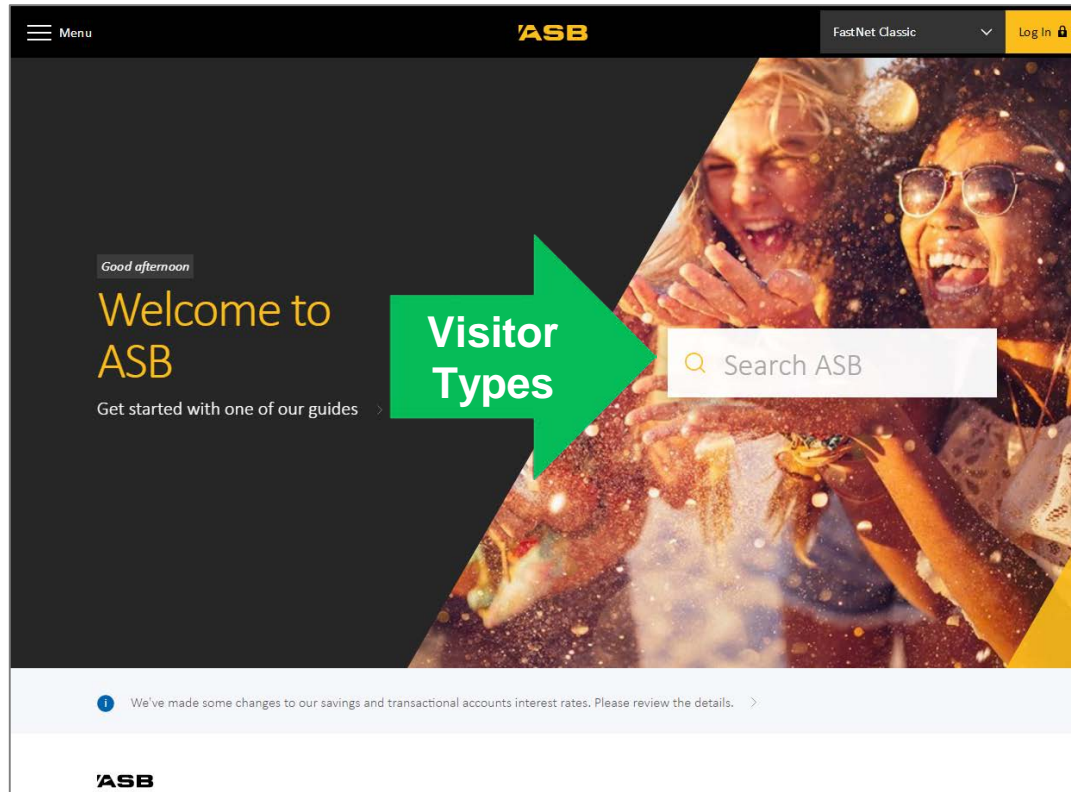 Menu
ASB
FastNet Classic
Log In
Good afternoon
Welcome to
ASB
Get started with one of our guides
Visitor
Types
Search ASB
We've made some changes to our savings and transactional accounts interest rates. Please review the details.
ASB